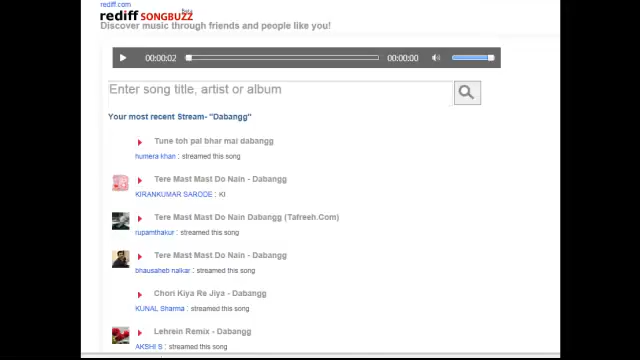 rediff.com
rediff SONGBUZZ Beta
Discover music through friends and people like you!
00:00:02 00:00:00
Enter song title, artist or album
Your most recent Stream- "Dabangg"
Tune toh pal bhar mai dabangg
humera khan : streamed this song
Tere Mast Mast Do Nain - Dabangg
KIRANKUMAR SARODE : KI
Tere Mast Mast Do Nain Dabangg (Tafreeh.Com)
rupamthakur : streamed this song
Tere Mast Mast Do Nain - Dabangg
bhausaheb naikar : streamed this song
Chori Kiya Re Jiya - Dabangg
KUNAL Sharma : streamed this song
Lehrein Remix - Dabangg
AKSHI S : streamed this song